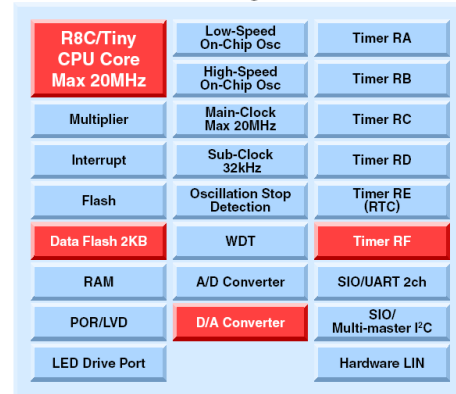 R8C/Tiny
CPU Core
Max 20MHz
Multiplier
Interrupt
Flash
Data Flash 2KB
RAM
POR/LVD
LED Drive Port
Low-Speed
On-Chip Osc
High-Speed
On-Chip Osc
Main-Clock
Max 20MHz
Sub-Clock
32kHz
Oscillation Stop
Detection
WDT
A/D Converter
D/A Converter
Timer RA
Timer RB
Timer RC
Timer RD
Timer RE
(RTC)
Timer RF
SIO/UART 2ch
SIO/
Multi-master I²C
Hardware LIN